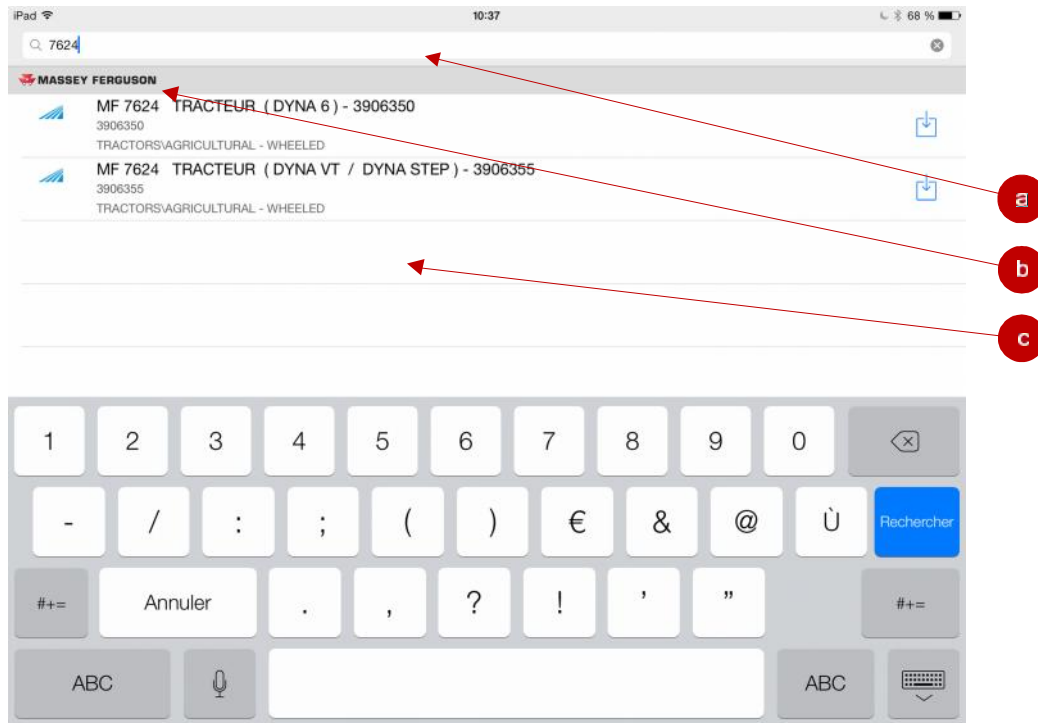 iPad 10:37 68 %
7624
MASSEY FERGUSON
MF 7624 TRACTEUR ( DYNA 6 ) - 3906350
3906350
TRACTORS\AGRICULTURAL - WHEELED
MF 7624 TRACTEUR ( DYNA VT / DYNA STEP ) - 3906355
3906355
TRACTORS\AGRICULTURAL - WHEELED
a
b
c
1 2 3 4 5 6 7 8 9 0
- / : ; ( ) € & @ Ù Rechercher
#+= Annuler . , ? ! ’ ” #+=
ABC ABC